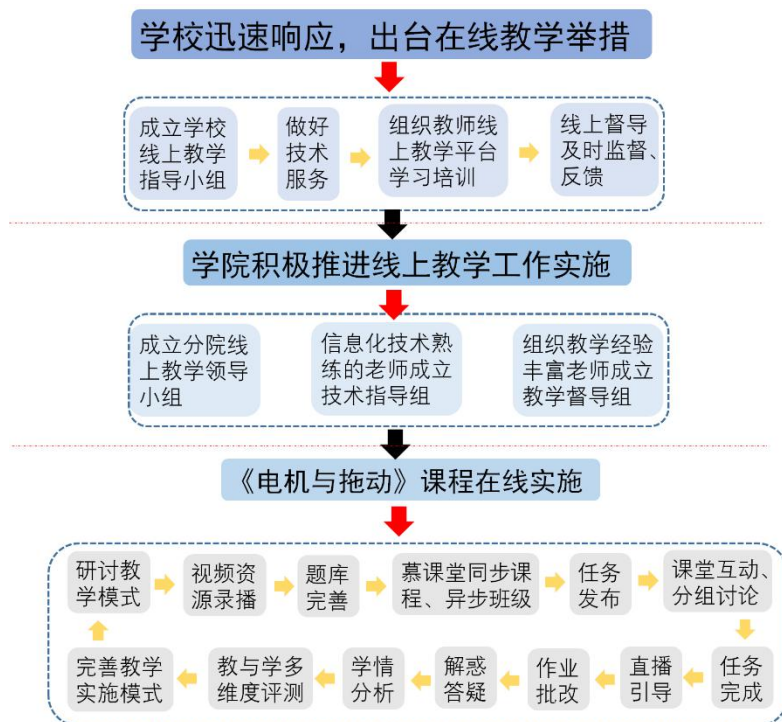 学校迅速响应，出台在线教学举措
成立学校
线上教学
指导小组
做好
技术
服务
组织教师线
上教学平台
学习培训
线上督导
及时监督、
反馈
学院积极推进线上教学工作实施
成立分院线
上教学领导
小组
信息化技术熟
练的老师成立
技术指导组
组织教学经验
丰富老师成立
教学督导组
《电机与拖动》课程在线实施
研讨教
学模式
视频资
源录播
题库
完善
慕课堂同步课
程、异步班级
任务
发布
课堂互动、
分组讨论
任务
完成
直播
引导
作业
批改
解惑
答疑
学情
分析
教与学多
维度评测
完善教学
实施模式